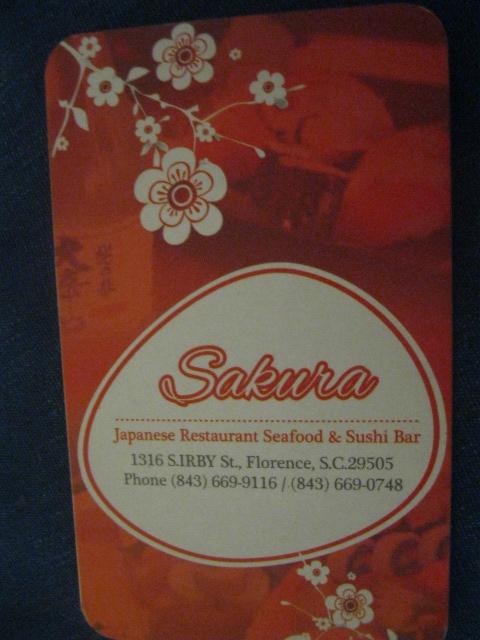 Sakura
Japanese Restaurant Seafood & Sushi Bar
1316 S.IRBY St., Florence, S.C.29505
Phone (843) 669-9116 / (843) 669-0748